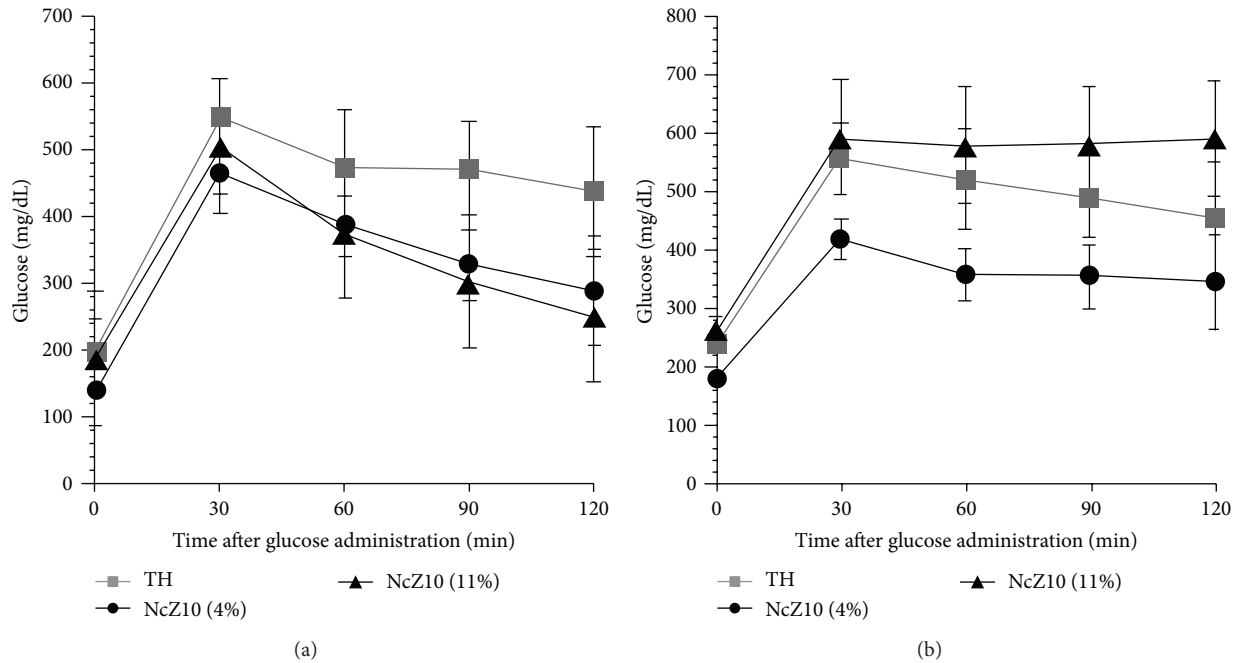 700
600
500
400
300
200
100
0
Glucose (mg/dL)
0 30 60 90 120
Time after glucose administration (min)
TH NcZ10 (11%)
NcZ10 (4%)
(a)
800
700
600
500
400
300
200
100
0
Glucose (mg/dL)
0 30 60 90 120
Time after glucose administration (min)
TH NcZ10 (11%)
NcZ10 (4%)
(b)